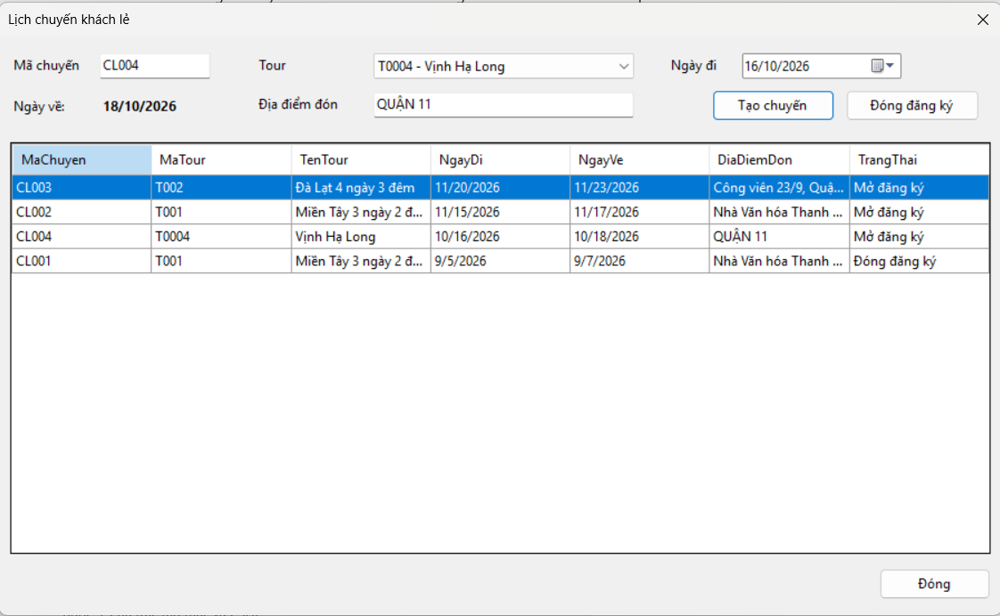 Lịch chuyến khách lẻ
Mã chuyến CL004 Tour T0004 - Vịnh Hạ Long Ngày đi 16/10/2026
Ngày về: 18/10/2026 Địa điểm đón QUẬN 11 Tạo chuyến Đóng đăng ký
MaChuyen MaTour TenTour NgayDi NgayVe DiaDiemDon TrangThai
CL003 T002 Đà Lạt 4 ngày 3 đêm 11/20/2026 11/23/2026 Công viên 23/9, Quậ... Mở đăng ký
CL002 T001 Miền Tây 3 ngày 2 đ... 11/15/2026 11/17/2026 Nhà Văn hóa Thanh ... Mở đăng ký
CL004 T0004 Vịnh Hạ Long 10/16/2026 10/18/2026 QUẬN 11 Mở đăng ký
CL001 T001 Miền Tây 3 ngày 2 đ... 9/5/2026 9/7/2026 Nhà Văn hóa Thanh ... Đóng đăng ký
Đóng